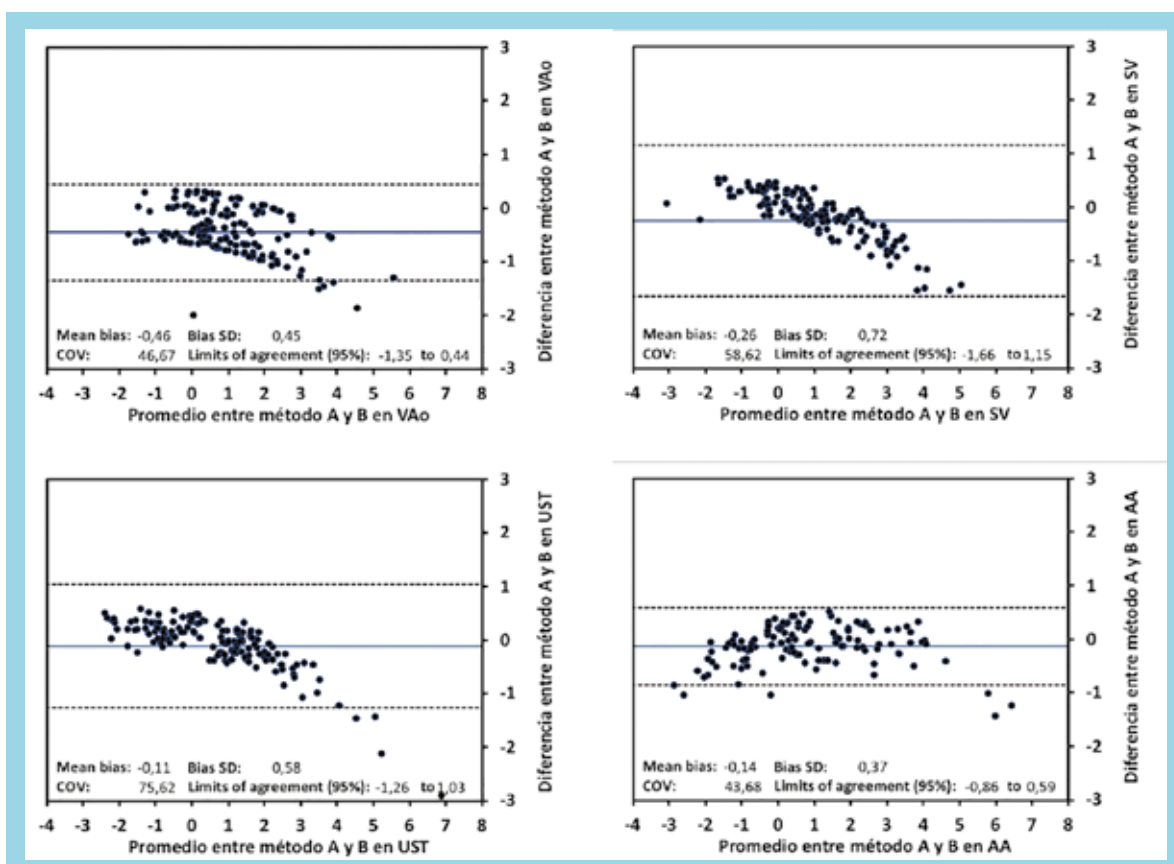 3
2
1
0
-1
-2
-3
Diferencia entre método A y B en VAo
Mean bias: -0,46 Bias SD: 0,45
COV: 46,67 Limits of agreement (95%): -1,35 to 0,44
-4 -3 -2 -1 0 1 2 3 4 5 6 7 8
Promedio entre método A y B en VAo
3
2
1
0
-1
-2
-3
Diferencia entre método A y B en SV
Mean bias: -0,26 Bias SD: 0,72
COV: 58,62 Limits of agreement (95%): -1,66 to 1,15
-4 -3 -2 -1 0 1 2 3 4 5 6 7 8
Promedio entre método A y B en SV
3
2
1
0
-1
-2
-3
Diferencia entre método A y B en UST
Mean bias: -0,11 Bias SD: 0,58
COV: 75,62 Limits of agreement (95%): -1,26 to 1,03
-4 -3 -2 -1 0 1 2 3 4 5 6 7 8
Promedio entre método A y B en UST
3
2
1
0
-1
-2
-3
Diferencia entre método A y B en AA
Mean bias: -0,14 Bias SD: 0,37
COV: 43,68 Limits of agreement (95%): -0,86 to 0,59
-4 -3 -2 -1 0 1 2 3 4 5 6 7 8
Promedio entre método A y B en AA